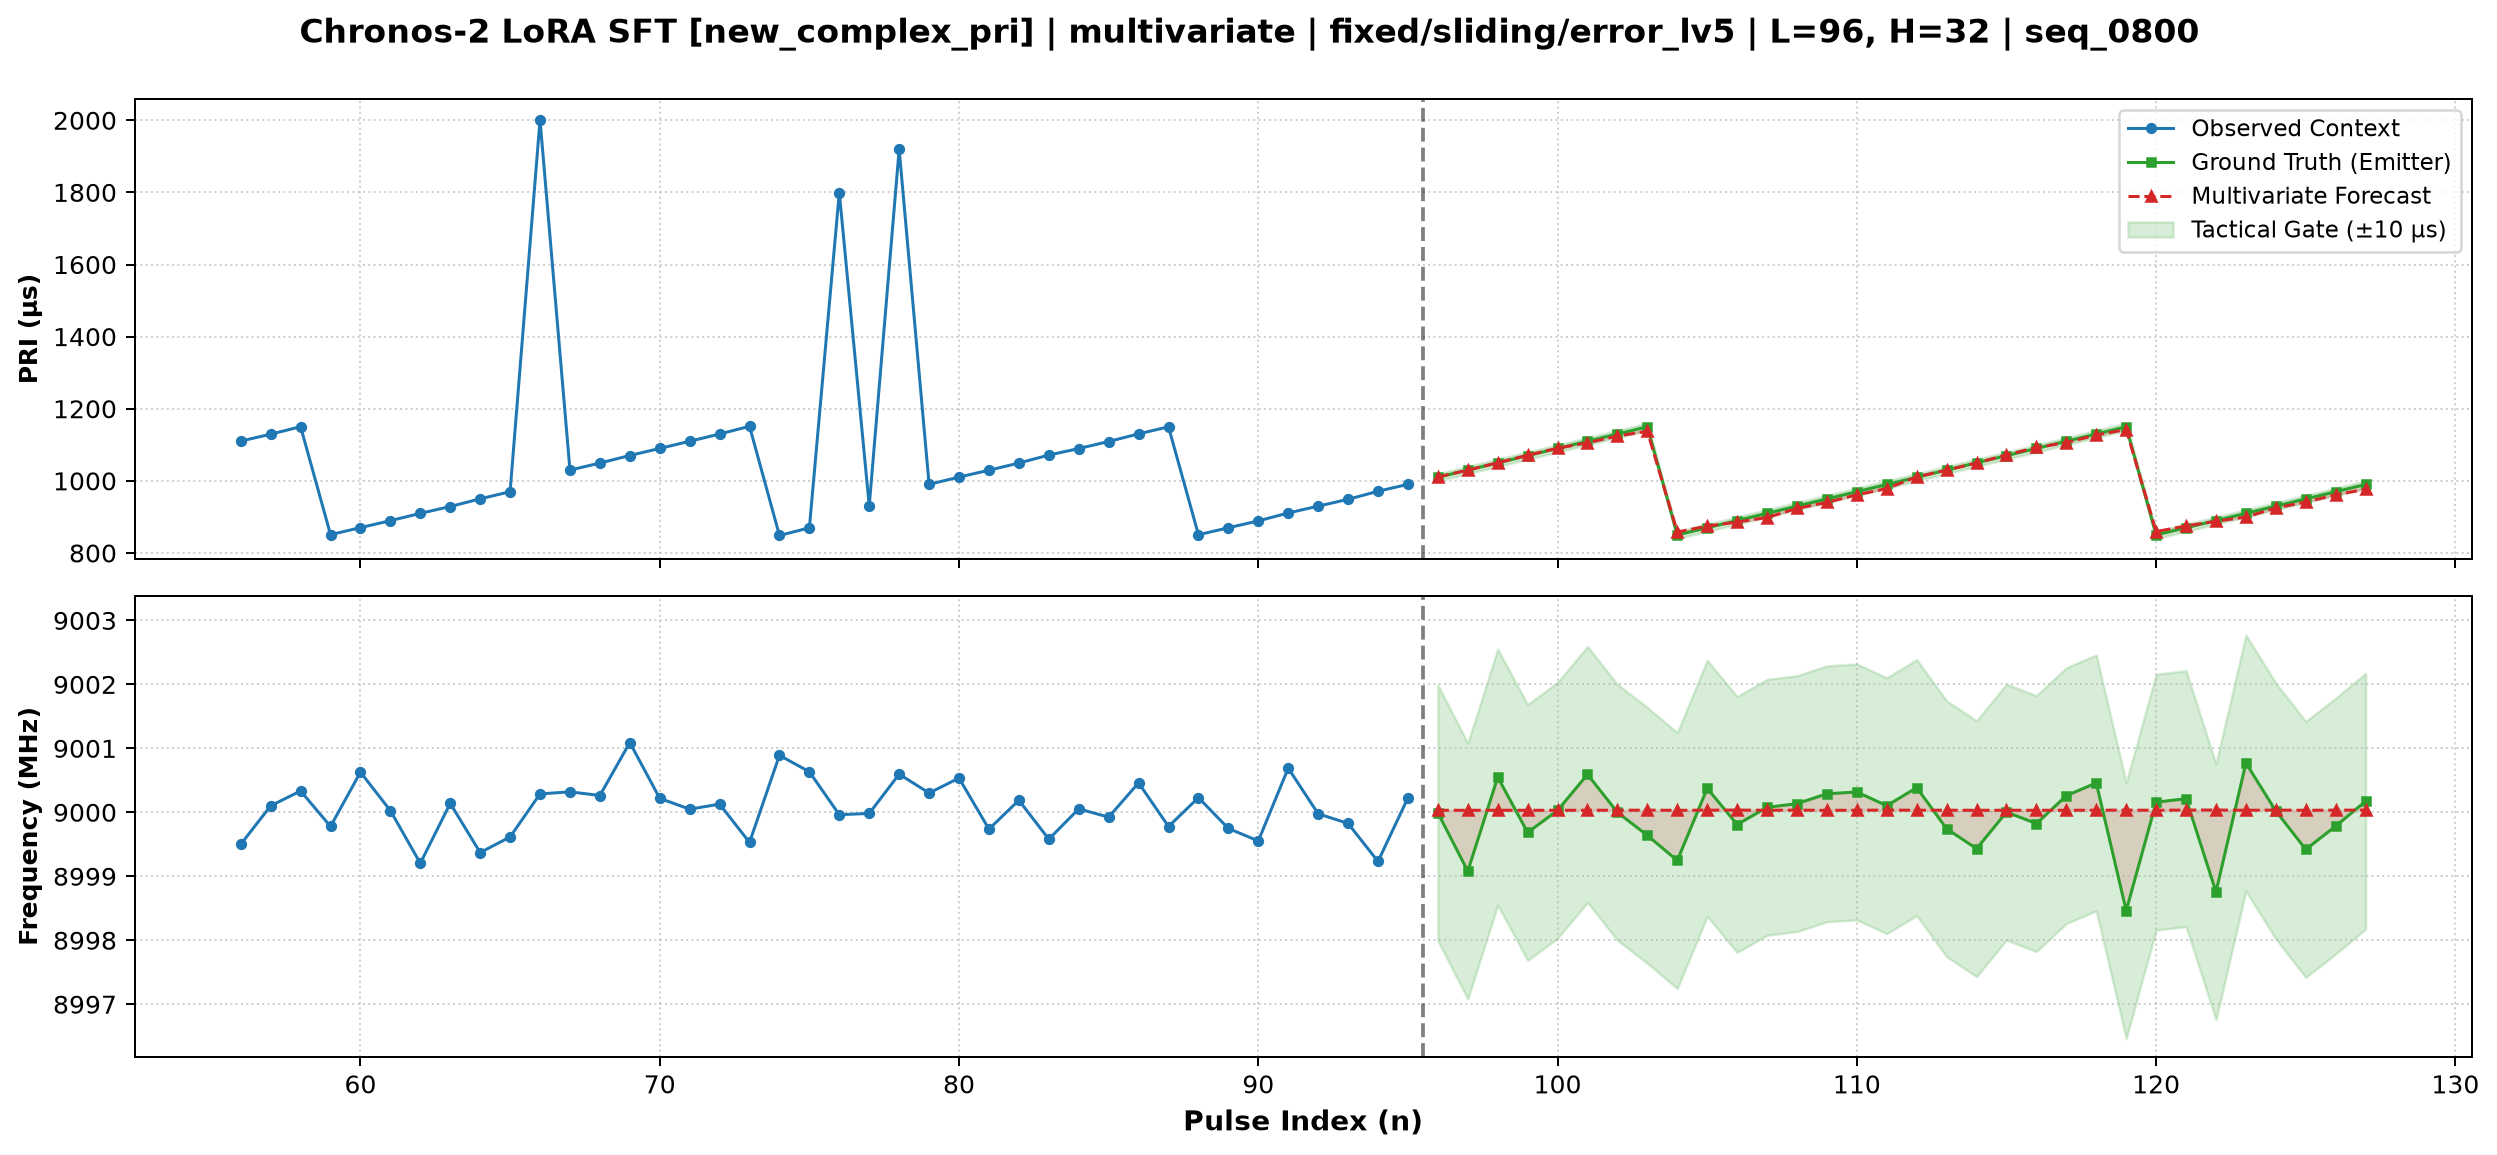 Chronos-2 LoRA SFT [new_complex_pri] | multivariate | fixed/sliding/error_lv5 | L=96, H=32 | seq_0800
PRI (µs)
2000
1800
1600
1400
1200
1000
800
Observed Context
Ground Truth (Emitter)
Multivariate Forecast
Tactical Gate (±10 µs)
Frequency (MHz)
9003
9002
9001
9000
8999
8998
8997
60 70 80 90 100 110 120 130
Pulse Index (n)